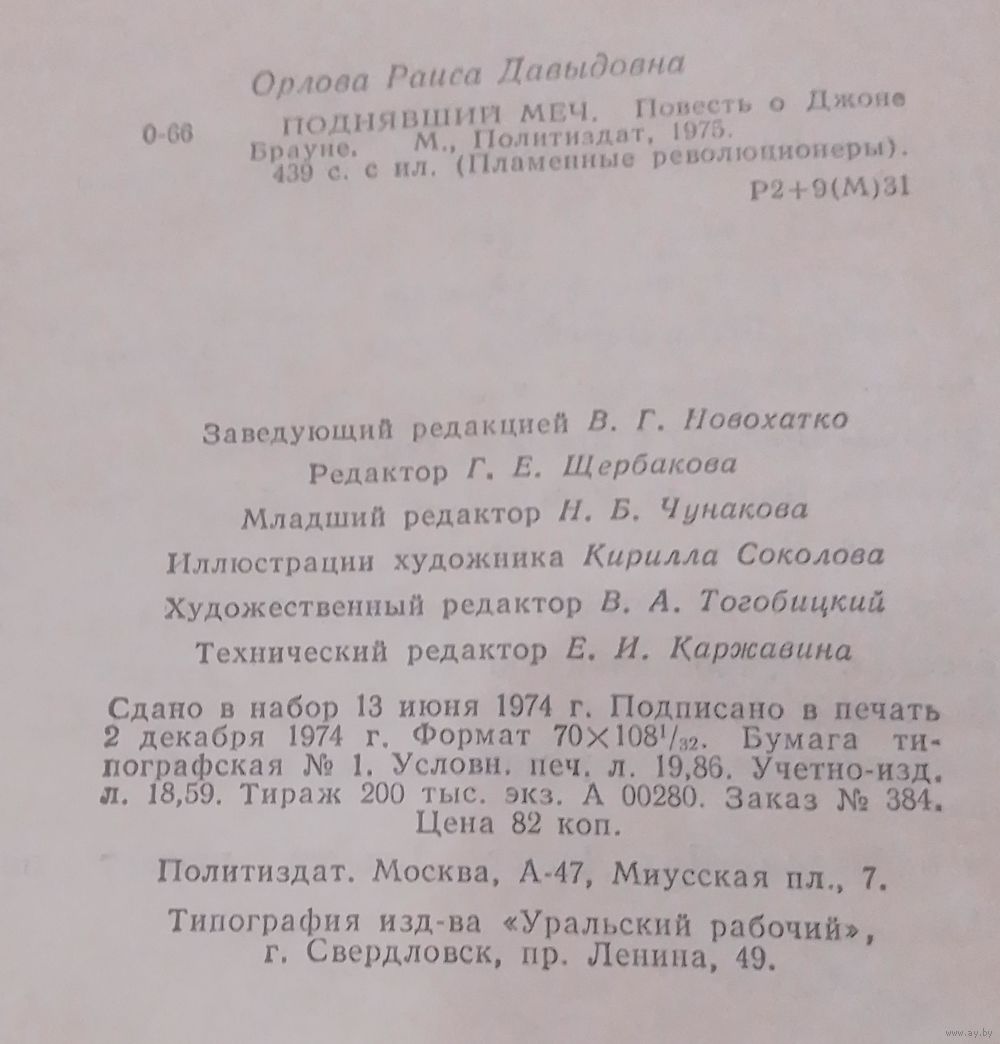 Орлова Раиса Давыдовна
О-66 ПОДНЯВШИЙ МЕЧ. Повесть о Джоне
Брауне. М., Политиздат, 1975.
439 с. с ил. (Пламенные революционеры).
Р2+9(М)31
Заведующий редакцией В. Г. Новохатко
Редактор Г. Е. Щербакова
Младший редактор Н. Б. Чунакова
Иллюстрации художника Кирилла Соколова
Художественный редактор В. А. Тогобицкий
Технический редактор Е. И. Каржавина
Сдано в набор 13 июня 1974 г. Подписано в печать
2 декабря 1974 г. Формат 70×108¹/₃₂. Бумага ти-
пографская № 1. Условн. печ. л. 19,86. Учетно-изд.
л. 18,59. Тираж 200 тыс. экз. А 00280. Заказ № 384.
Цена 82 коп.
Политиздат. Москва, А-47, Миусская пл., 7.
Типография изд-ва «Уральский рабочий»,
г. Свердловск, пр. Ленина, 49.
www.ay.by